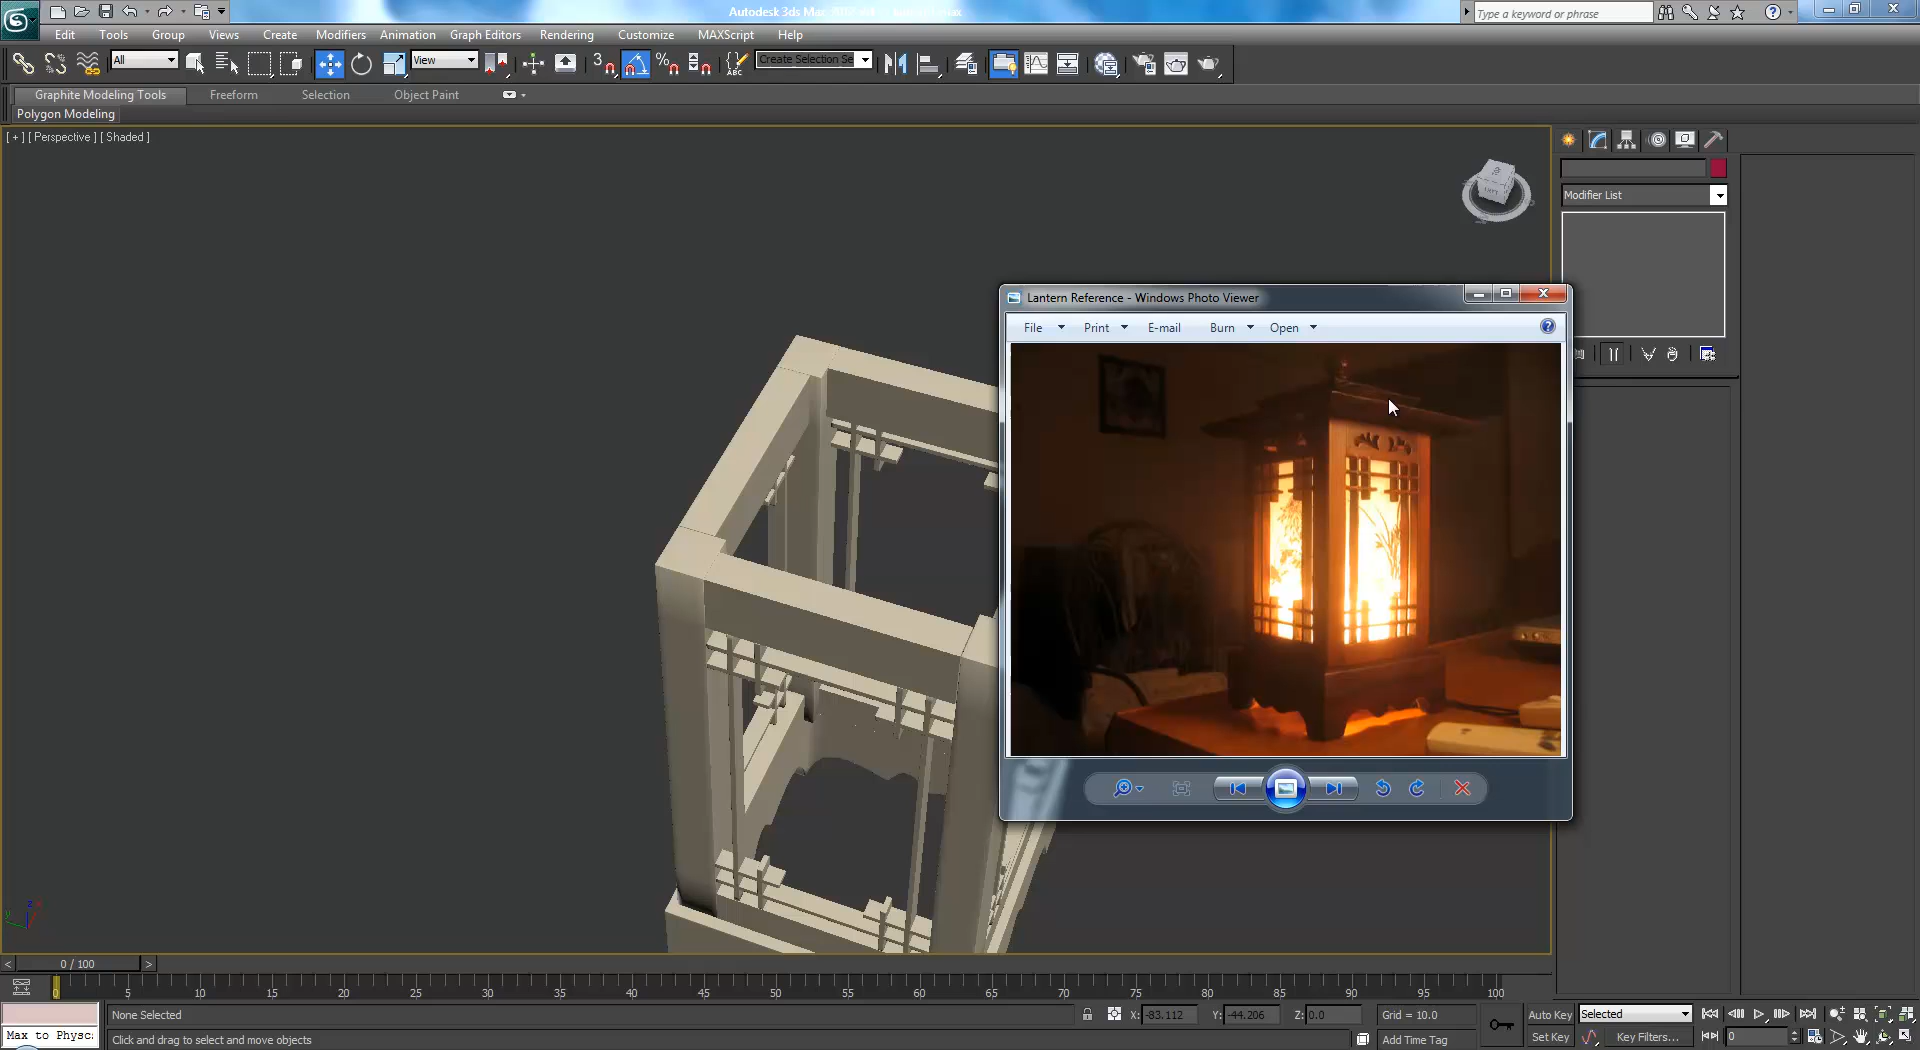 Autodesk 3ds Max
Type a keyword or phrase
Edit Tools Group Views Create Modifiers Animation Graph Editors Rendering Customize MAXScript Help
All View 3 Create Selection Se
Graphite Modeling Tools Freeform Selection Object Paint
Polygon Modeling
[ + ] [ Perspective ] [ Shaded ]
Modifier List
Lantern Reference - Windows Photo Viewer
File Print E-mail Burn Open
< 0 / 100 >
0 5 10 15 20 25 30 35 40 45 50 55 60 65 70 75 80 85 90 95 100
None Selected X: -83.112 Y: -44.206 Z: 0.0 Grid = 10.0 Auto Key Selected
Max to Physc: Click and drag to select and move objects Add Time Tag Set Key Key Filters... 0